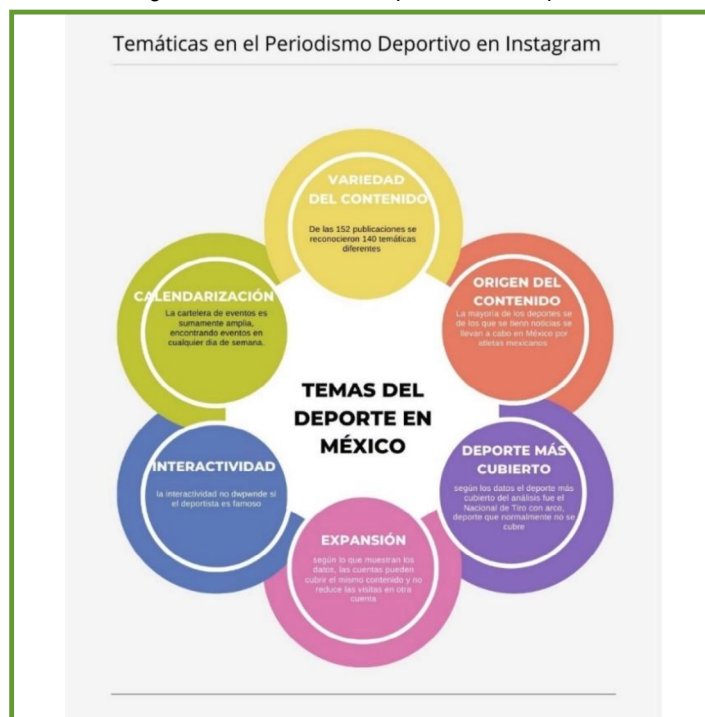 Temáticas en el Periodismo Deportivo en Instagram
VARIEDAD
DEL CONTENIDO
De las 152 publicaciones se
reconocieron 140 temáticas
diferentes
ORIGEN DEL
CONTENIDO
La mayoría de los deportes se
de los que se tienn noticias se
llevan a cabo en México por
atletas mexicanos
DEPORTE MÁS
CUBIERTO
según los datos el deporte más
cubierto del análisis fue el
Nacional de Tiro con arco,
deporte que normalmente no se
cubre
EXPANSIÓN
según lo que muestran los
datos, las cuentas pueden
cubrir el mismo contenido y no
reduce las visitas en otra
cuenta
INTERACTIVIDAD
la interactividad no dwpwnde si
el deportista es famoso
CALENDARIZACIÓN
La cartelera de eventos es
sumamente amplia,
encontrando eventos en
cualquier día de semana.
TEMAS DEL
DEPORTE EN
MÉXICO